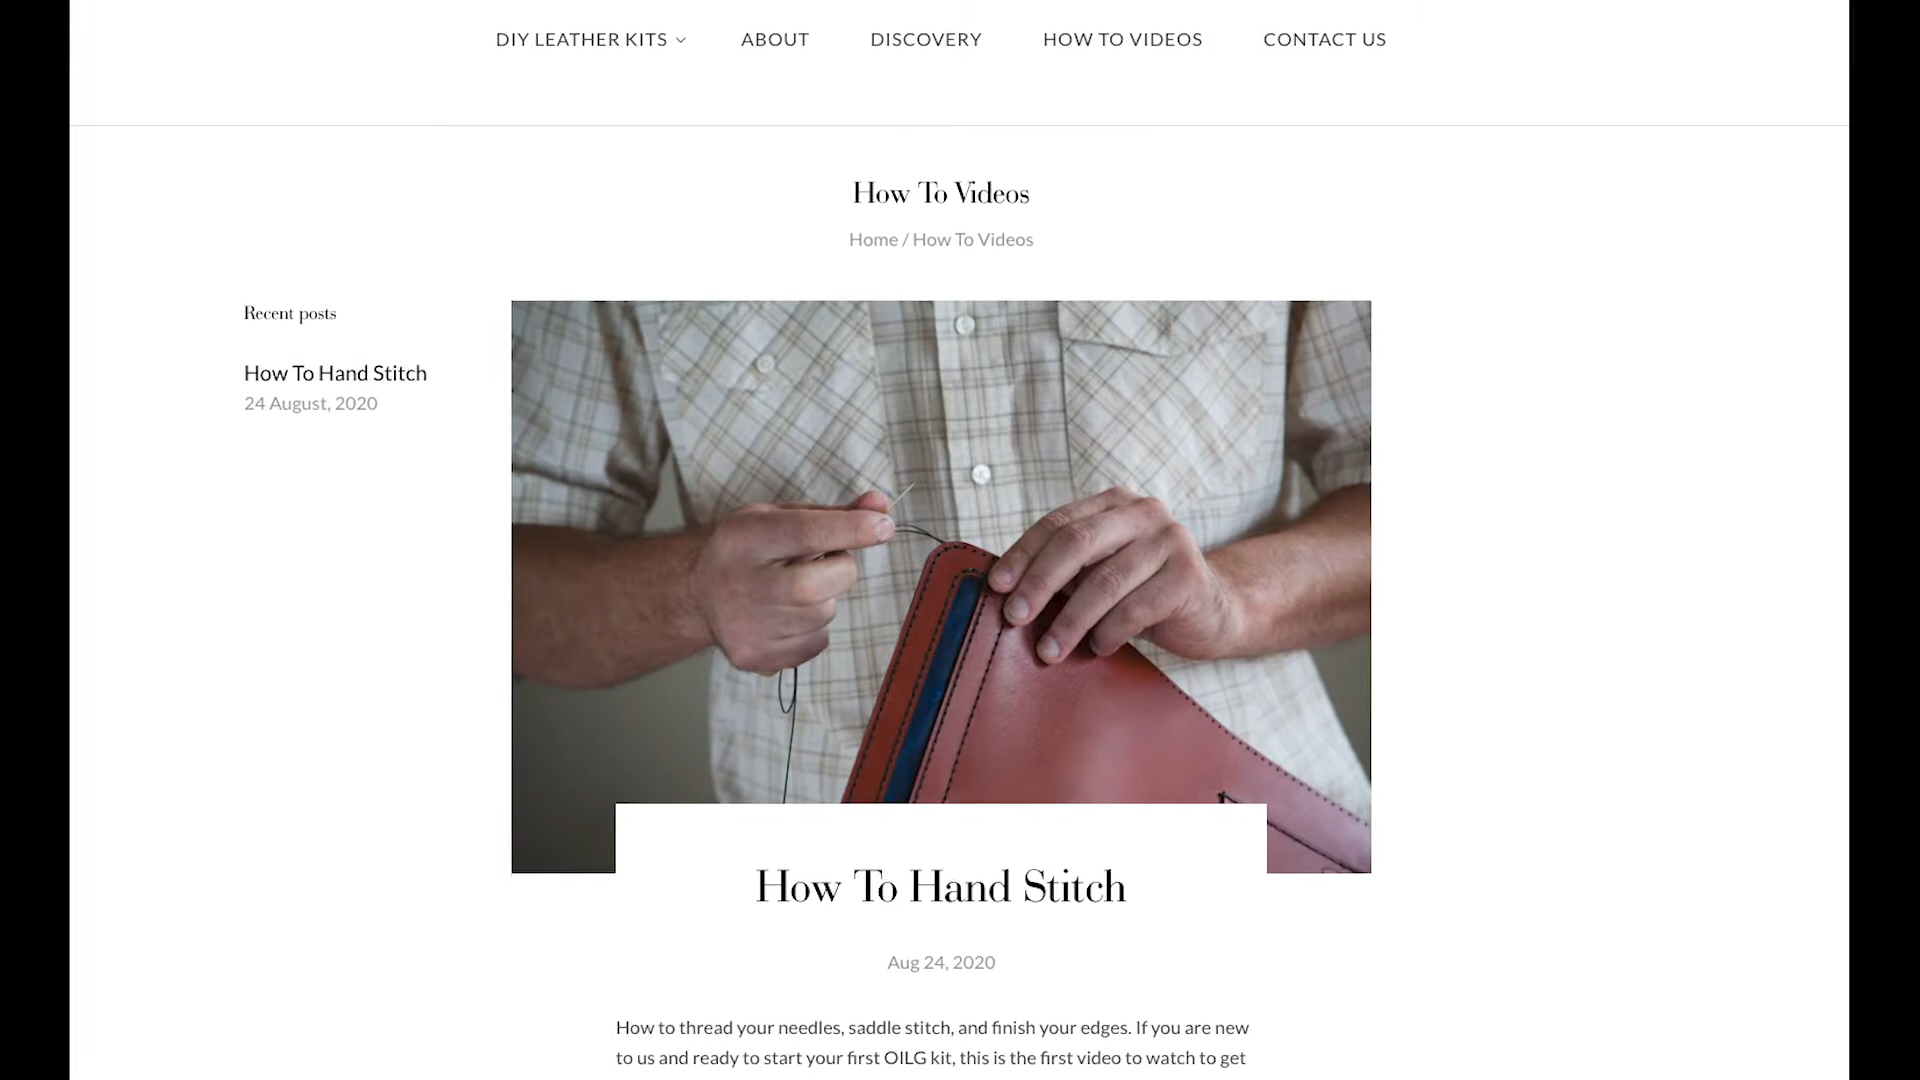 DIY LEATHER KITS
ABOUT
DISCOVERY
HOW TO VIDEOS
CONTACT US
How To Videos
Home / How To Videos
Recent posts
How To Hand Stitch
24 August, 2020
How To Hand Stitch
Aug 24, 2020
How to thread your needles, saddle stitch, and finish your edges. If you are new
to us and ready to start your first OILG kit, this is the first video to watch to get